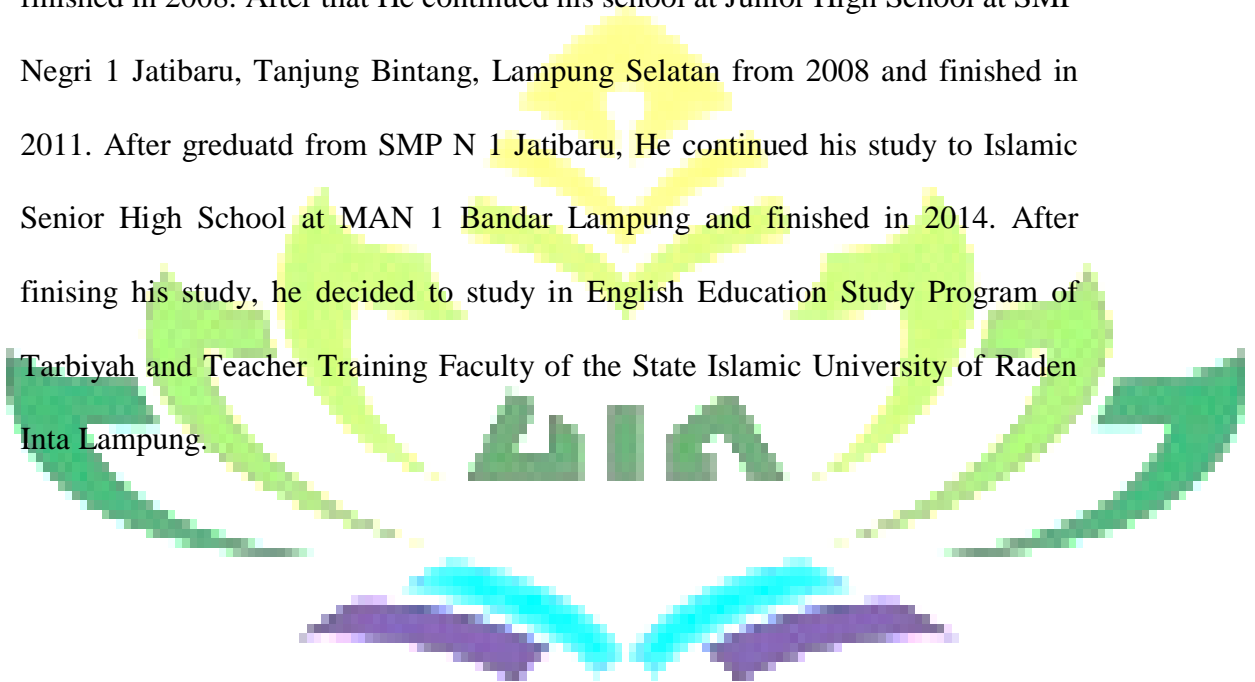 finished in 2008. After that He continued his school at Junior High School at SMP
Negri 1 Jatibaru, Tanjung Bintang, Lampung Selatan from 2008 and finished in
2011. After greduatd from SMP N 1 Jatibaru, He continued his study to Islamic
Senior High School at MAN 1 Bandar Lampung and finished in 2014. After
finising his study, he decided to study in English Education Study Program of
Tarbiyah and Teacher Training Faculty of the State Islamic University of Raden
Inta Lampung.